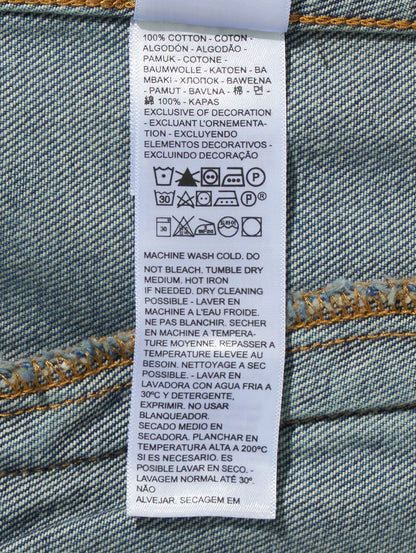 100% COTTON - COTON -
ALGODÓN - ALGODÃO -
PAMUK - COTONE -
BAUMWOLLE - KATOEN - BA
MBAKI - ХЛОПОК - BAWEŁNA
- PAMUT - BAVLNA - 棉 - 면 -
綿 100% - KAPAS
EXCLUSIVE OF DECORATION
- EXCLUANT L'ORNEMENTA-
TION - EXCLUYENDO
ELEMENTOS DECORATIVOS -
EXCLUINDO DECORAÇÃO
P
30 P®
30
MACHINE WASH COLD. DO
NOT BLEACH. TUMBLE DRY
MEDIUM. HOT IRON
IF NEEDED. DRY CLEANING
POSSIBLE - LAVER EN
MACHINE A L'EAU FROIDE.
NE PAS BLANCHIR. SECHER
EN MACHINE A TEMPERA-
TURE MOYENNE. REPASSER A
TEMPERATURE ELEVEE AU
BESOIN. NETTOYAGE A SEC
POSSIBLE - LAVAR EN
LAVADORA CON AGUA FRIA A
30ºC Y DETERGENTE,
EXPRIMIR. NO USAR
BLANQUEADOR.
SECADO MEDIO EN
SECADORA. PLANCHAR EN
TEMPERATURA ALTA A 200ºC
SI ES NECESARIO. ES
POSIBLE LAVAR EN SECO. -
LAVAGEM NORMAL ATÉ 30º.
NÃO
ALVEJAR. SECAGEM EM